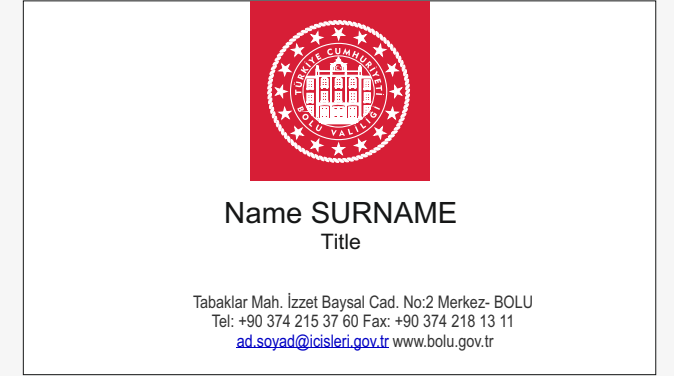 TÜRKİYE CUMHURİYETİ
BOLU VALİLİĞİ
Name SURNAME
Title
Tabaklar Mah. İzzet Baysal Cad. No:2 Merkez- BOLU
Tel: +90 374 215 37 60 Fax: +90 374 218 13 11
ad.soyad@icisleri.gov.tr www.bolu.gov.tr